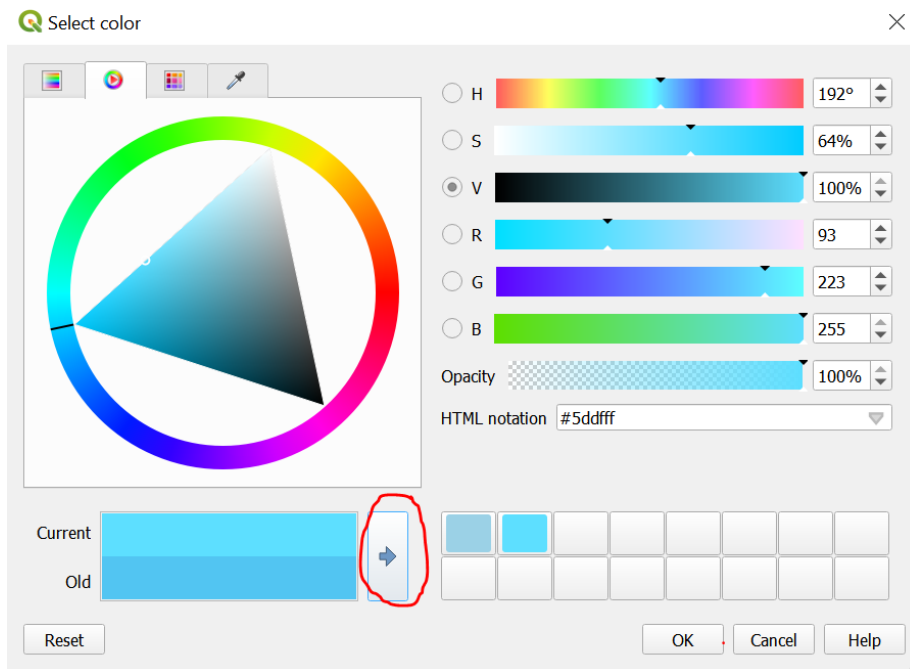 Select color
H 192°
S 64%
V 100%
R 93
G 223
B 255
Opacity 100%
HTML notation #5ddfff
Current
Old
Reset OK Cancel Help